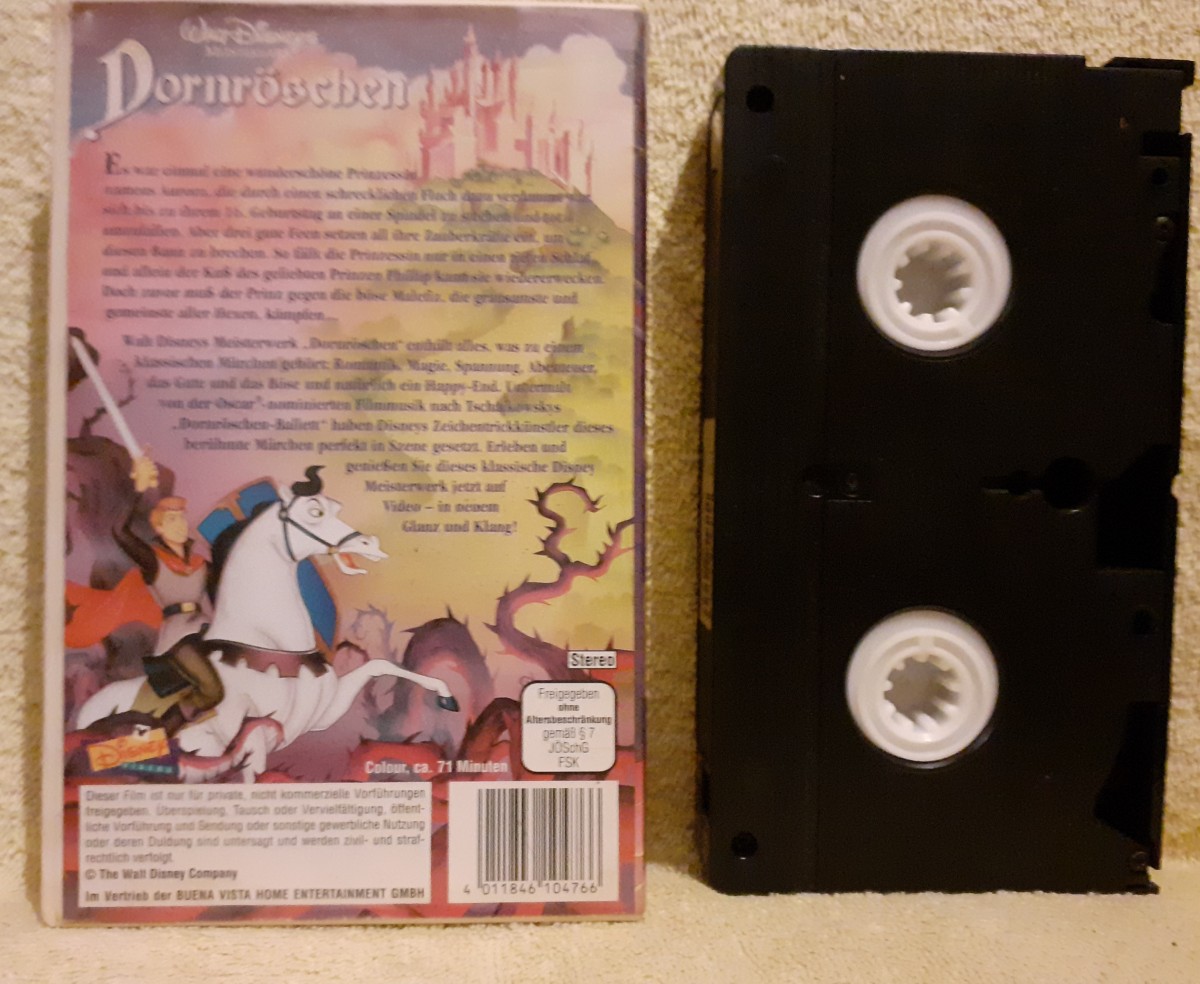 Walt Disneys
Meisterwerk
Dornröschen
Es war einmal eine wunderschöne Prinzessin
namens Aurora, die durch einen schrecklichen Fluch dazu verdammt war,
sich bis zu ihrem 16. Geburtstag an einer Spindel zu stechen und tot
umzufallen. Aber drei gute Feen setzen all ihre Zauberkräfte ein, um
diesen Bann zu brechen. So fällt die Prinzessin nur in einen tiefen Schlaf,
und allein der Kuß des geliebten Prinzen Phillip kann sie wiedererwecken.
Doch zuvor muß der Prinz gegen die böse Malefiz, die grausamste und
gemeinste aller Hexen, kämpfen...
Walt Disneys Meisterwerk „Dornröschen“ enthält alles, was zu einem
klassischen Märchen gehört: Romantik, Magie, Spannung, Abenteuer,
das Gute und das Böse und natürlich ein Happy-End. Untermalt
von der Oscar®-nominierten Filmmusik nach Tschaikowskys
„Dornröschen-Ballett“ haben Disneys Zeichentrickkünstler dieses
berühmte Märchen perfekt in Szene gesetzt. Erleben und
genießen Sie dieses klassische Disney
Meisterwerk jetzt auf
Video – in neuem
Glanz und Klang!
Stereo
Freigegeben
ohne
Altersbeschränkung
gemäß § 7
JÖSchG
FSK
Disney
VIDEOS
Colour, ca. 71 Minuten
Dieser Film ist nur für private, nicht kommerzielle Vorführungen
freigegeben. Überspielung, Tausch oder Vervielfältigung, öffent-
liche Vorführung und Sendung oder sonstige gewerbliche Nutzung
oder deren Duldung sind untersagt und werden zivil- und straf-
rechtlich verfolgt.
© The Walt Disney Company
Im Vertrieb der BUENA VISTA HOME ENTERTAINMENT GMBH
4 011846 104766